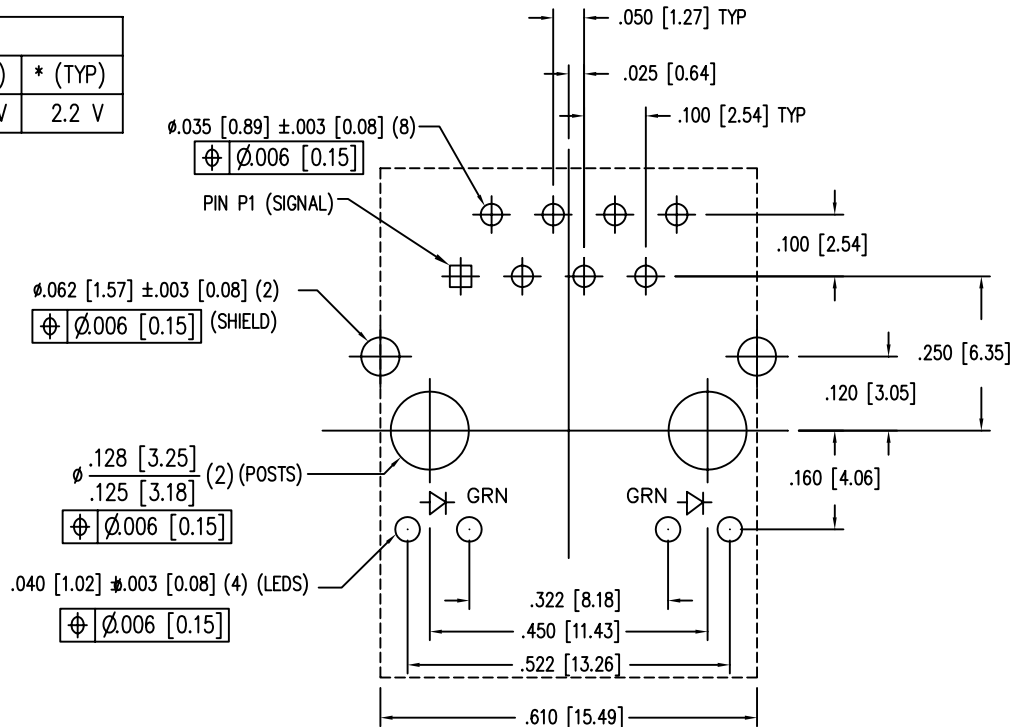 ) * (TYP)
V 2.2 V
.050 [1.27] TYP
.025 [0.64]
.100 [2.54] TYP
ø.035 [0.89] ±.003 [0.08] (8)
⌖ Ø.006 [0.15]
PIN P1 (SIGNAL)
.100 [2.54]
ø.062 [1.57] ±.003 [0.08] (2)
⌖ Ø.006 [0.15] (SHIELD)
.250 [6.35]
.120 [3.05]
ø .128 [3.25]
.125 [3.18] (2) (POSTS)
⌖ Ø.006 [0.15]
.160 [4.06]
GRN GRN
.040 [1.02] ±.003 [0.08] (4) (LEDS)
⌖ Ø.006 [0.15]
.322 [8.18]
.450 [11.43]
.522 [13.26]
.610 [15.49]